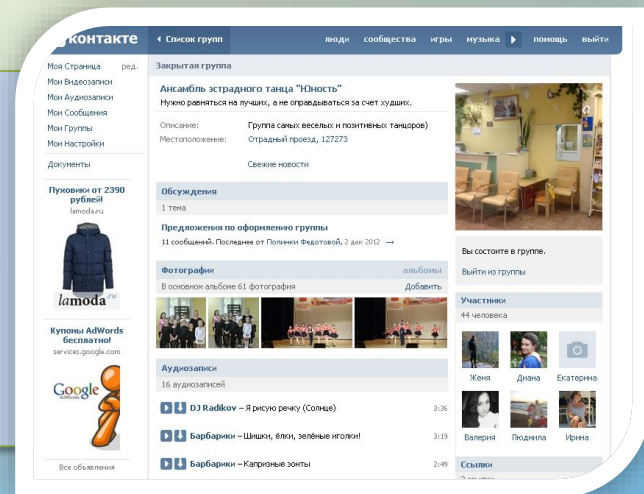 контакте
Список групп
люди сообщества игры музыка помощь выйти
Моя Страница ред.
Мои Видеозаписи
Мои Аудиозаписи
Мои Сообщения
Мои Группы
Мои Настройки
Документы
Пуховики от 2390
рублей!
lamoda.ru
lamoda.ru
Купоны AdWords
бесплатно!
services.google.com
Google
AdWords
Все объявления
Закрытая группа
Ансамбль эстрадного танца "Юность"
Нужно равняться на лучших, а не оправдываться за счет худших.
Описание: Группа самых веселых и позитивных танцоров)
Местоположение: Отрадный проезд, 127273
Свежие новости
Обсуждения
1 тема
Предложения по оформлению группы
11 сообщений. Последнее от Полинки Федотовой, 2 дек 2012 →
Фотографии альбомы
В основном альбоме 61 фотография Добавить
Аудиозаписи
16 аудиозаписей
DJ Radikov – Я рисую речку (Солнце) 3:36
Барбарики – Шишки, ёлки, зелёные иголки! 3:19
Барбарики – Капризные зонты 2:49
Вы состоите в группе.
Выйти из группы
Участники
44 человека
Женя Диана Екатерина
Валерия Людмила Ирина
Ссылки